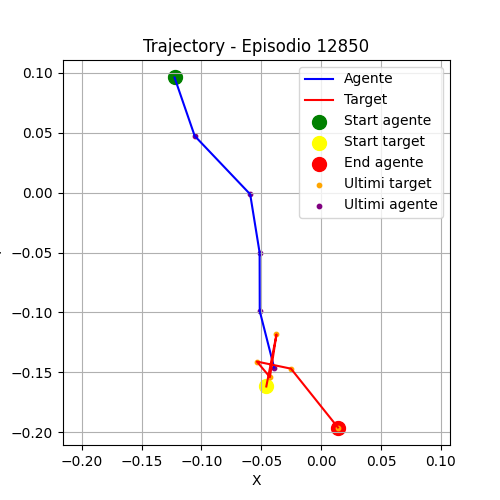 Trajectory - Episodio 12850
Agente
Target
Start agente
Start target
End agente
Ultimi target
Ultimi agente
0.10
0.05
0.00
−0.05
−0.10
−0.15
−0.20
−0.20 −0.15 −0.10 −0.05 0.00 0.05 0.10
X